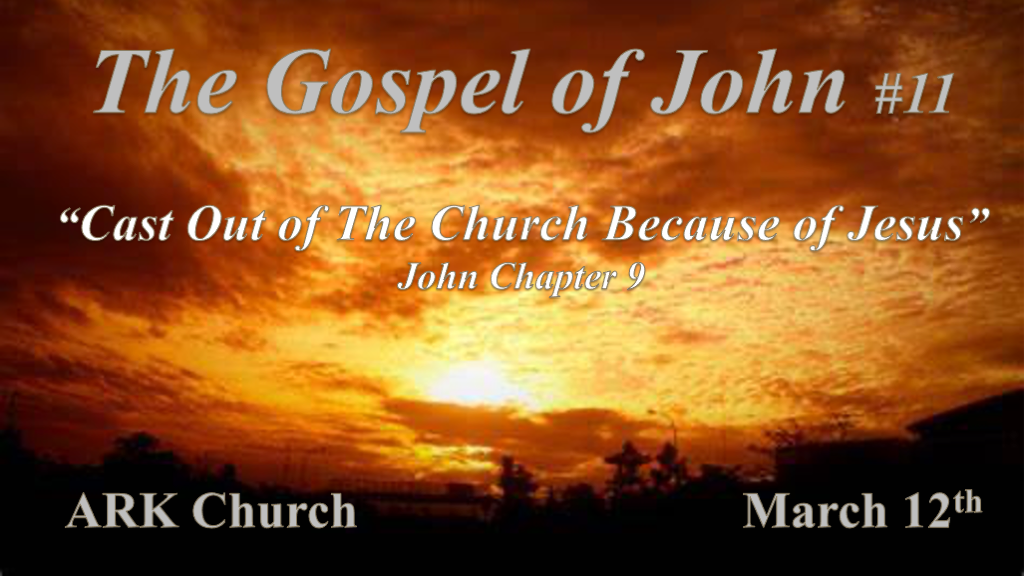 The Gospel of John #11
“Cast Out of The Church Because of Jesus”
John Chapter 9
ARK Church
March 12th